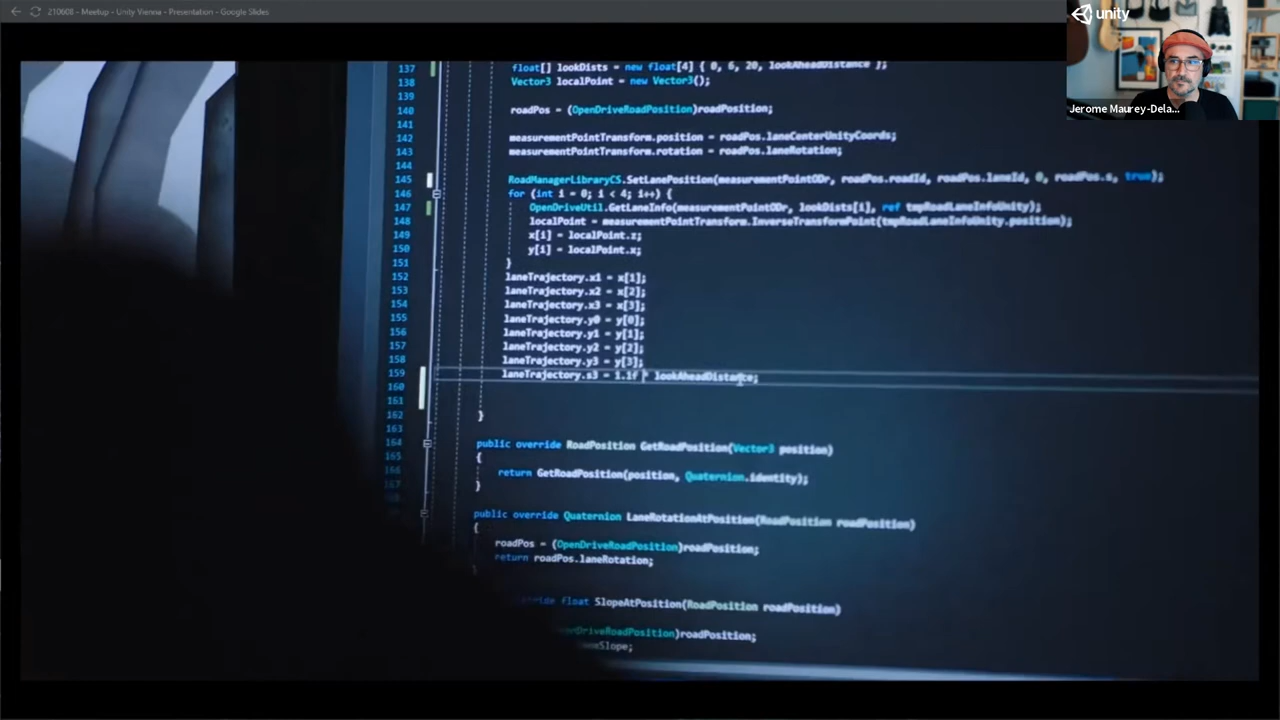 210608 - Meetup - Unity Vienna - Presentation - Google Slides
unity
Jerome Maurey-Dela...
137 float[] lookDists = new float[4] { 0, 6, 20, lookAheadDistance };
138 Vector3 localPoint = new Vector3();
139
140 roadPos = (OpenDriveRoadPosition)roadPosition;
141
142 measurementPointTransform.position = roadPos.laneCenterUnityCoords;
143 measurementPointTransform.rotation = roadPos.laneRotation;
144
145 RoadManagerLibraryCS.SetLanePosition(measurementPointODr, roadPos.roadId, roadPos.laneId, 0, roadPos.s, true);
146 for (int i = 0; i < 4; i++) {
147 OpenDriveUtil.GetLaneInfo(measurementPointODr, lookDists[i], ref tmpRoadLaneInfoUnity);
148 localPoint = measurementPointTransform.InverseTransformPoint(tmpRoadLaneInfoUnity.position);
149 x[i] = localPoint.z;
150 y[i] = localPoint.x;
151 }
152 laneTrajectory.x1 = x[1];
153 laneTrajectory.x2 = x[2];
154 laneTrajectory.x3 = x[3];
155 laneTrajectory.y0 = y[0];
156 laneTrajectory.y1 = y[1];
157 laneTrajectory.y2 = y[2];
158 laneTrajectory.y3 = y[3];
159 laneTrajectory.s3 = 1.1f * lookAheadDistance;
160
161
162 }
163
164 public override RoadPosition GetRoadPosition(Vector3 position)
165 {
166 return GetRoadPosition(position, Quaternion.identity);
167 }
public override Quaternion LaneRotationAtPosition(RoadPosition roadPosition)
{
roadPos = (OpenDriveRoadPosition)roadPosition;
return roadPos.laneRotation;
float SlopeAtPosition(RoadPosition roadPosition)
DriveRoadPosition)roadPosition;
Slope;